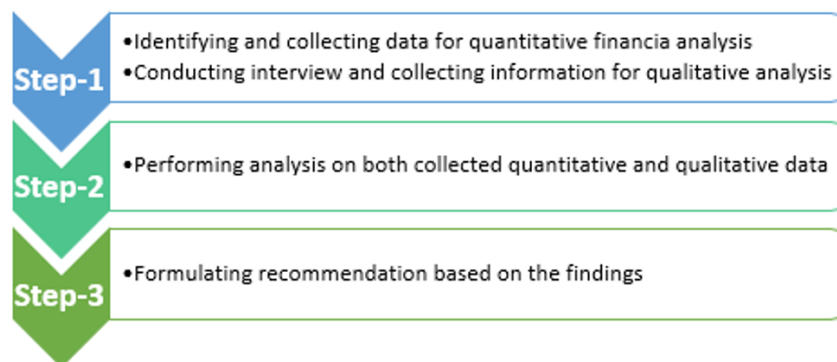 Step-1
•Identifying and collecting data for quantitative financia analysis
•Conducting interview and collecting information for qualitative analysis
Step-2
•Performing analysis on both collected quantitative and qualitative data
Step-3
•Formulating recommendation based on the findings